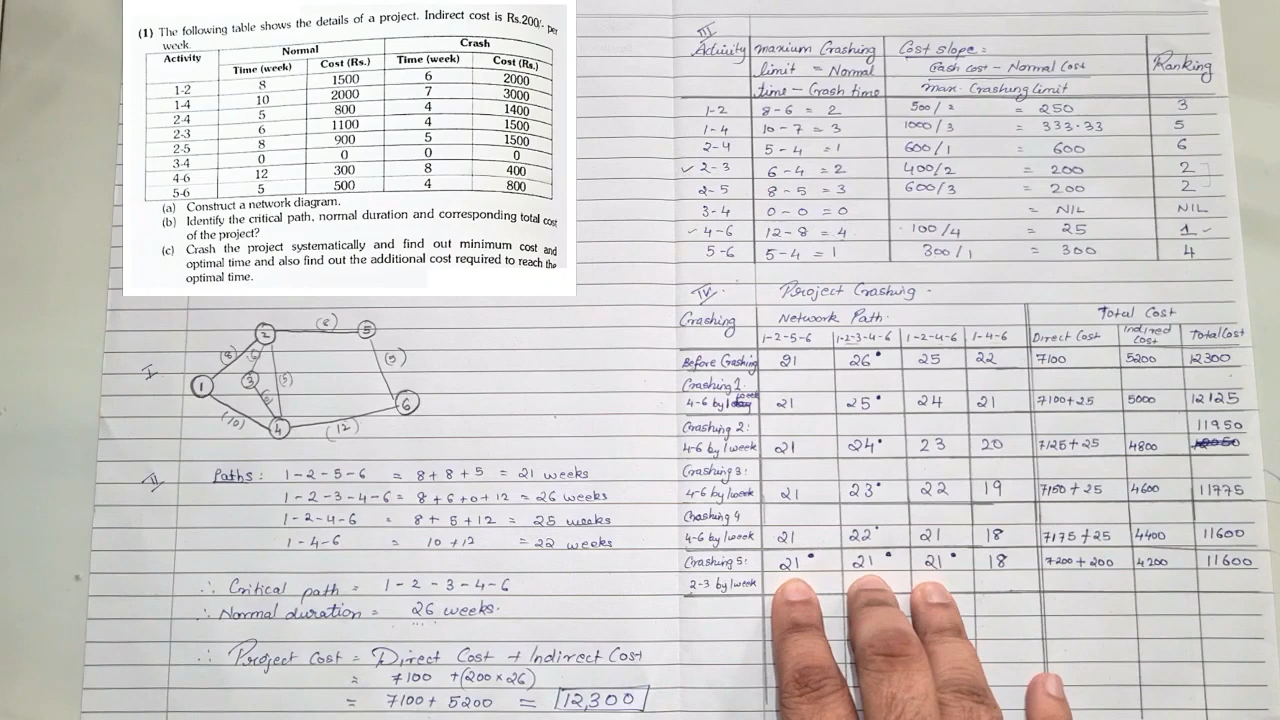 (1) The following table shows the details of a project. Indirect cost is Rs.200/- per
week.
Activity Normal Crash
Time (week) Cost (Rs.) Time (week) Cost (Rs.)
1-2 8 1500 6 2000
1-4 10 2000 7 3000
2-4 5 800 4 1400
2-3 6 1100 4 1500
2-5 8 900 5 1500
3-4 0 0 0 0
4-6 12 300 8 400
5-6 5 500 4 800
(a) Construct a network diagram.
(b) Identify the critical path, normal duration and corresponding total cost
of the project?
(c) Crash the project systematically and find out minimum cost and
optimal time and also find out the additional cost required to reach the
optimal time.
I
1 2 3 4 5 6
(8) (8) (6) (5) (0) (5) (10) (12)
II
Paths: 1-2-5-6 = 8+8+5 = 21 weeks
1-2-3-4-6 = 8+6+0+12 = 26 weeks
1-2-4-6 = 8+5+12 = 25 weeks
1-4-6 = 10+12 = 22 weeks
∴ Critical path = 1-2-3-4-6
∴ Normal duration = 26 weeks.
∴ Project Cost = Direct Cost + Indirect Cost
= 7100 +(200×26)
= 7100+ 5200 = 12,300
III
Activity maxium Crashing Cost slope = Ranking
limit = Normal Cash cost - Normal Cost
time - Crash time max. Crashing limit
1-2 8-6 = 2 500/2 = 250 3
1-4 10-7 = 3 1000/3 = 333.33 5
2-4 5-4 = 1 600/1 = 600 6
✓ 2-3 6-4 = 2 400/2 = 200 2
2-5 8-5 = 3 600/3 = 200 2
3-4 0-0 = 0 = NIL NIL
✓ 4-6 12-8 = 4 100/4 = 25 1 ✓
5-6 5-4 = 1 300/1 = 300 4
IV. Project Crashing.
Crashing Network Path. Total Cost
1-2-5-6 1-2-3-4-6 1-2-4-6 1-4-6 Direct Cost Indired Cost Total Cost
Before Crashing 21 26• 25 22 7100 5200 12300
Crashing 1.
4-6 by 1 week 21 25• 24 21 7100+25 5000 12125
Crashing 2: 11950
4-6 by 1 week 21 24• 23 20 7125+25 4800
Crashing 3:
4-6 by 1 week 21 23• 22 19 7150+25 4600 11775
Crashing 4
4-6 by 1 week 21 22• 21 18 7175+25 4400 11600
Crashing 5: 21• 21• 21• 18 7200+200 4200 11600
2-3 by 1 week